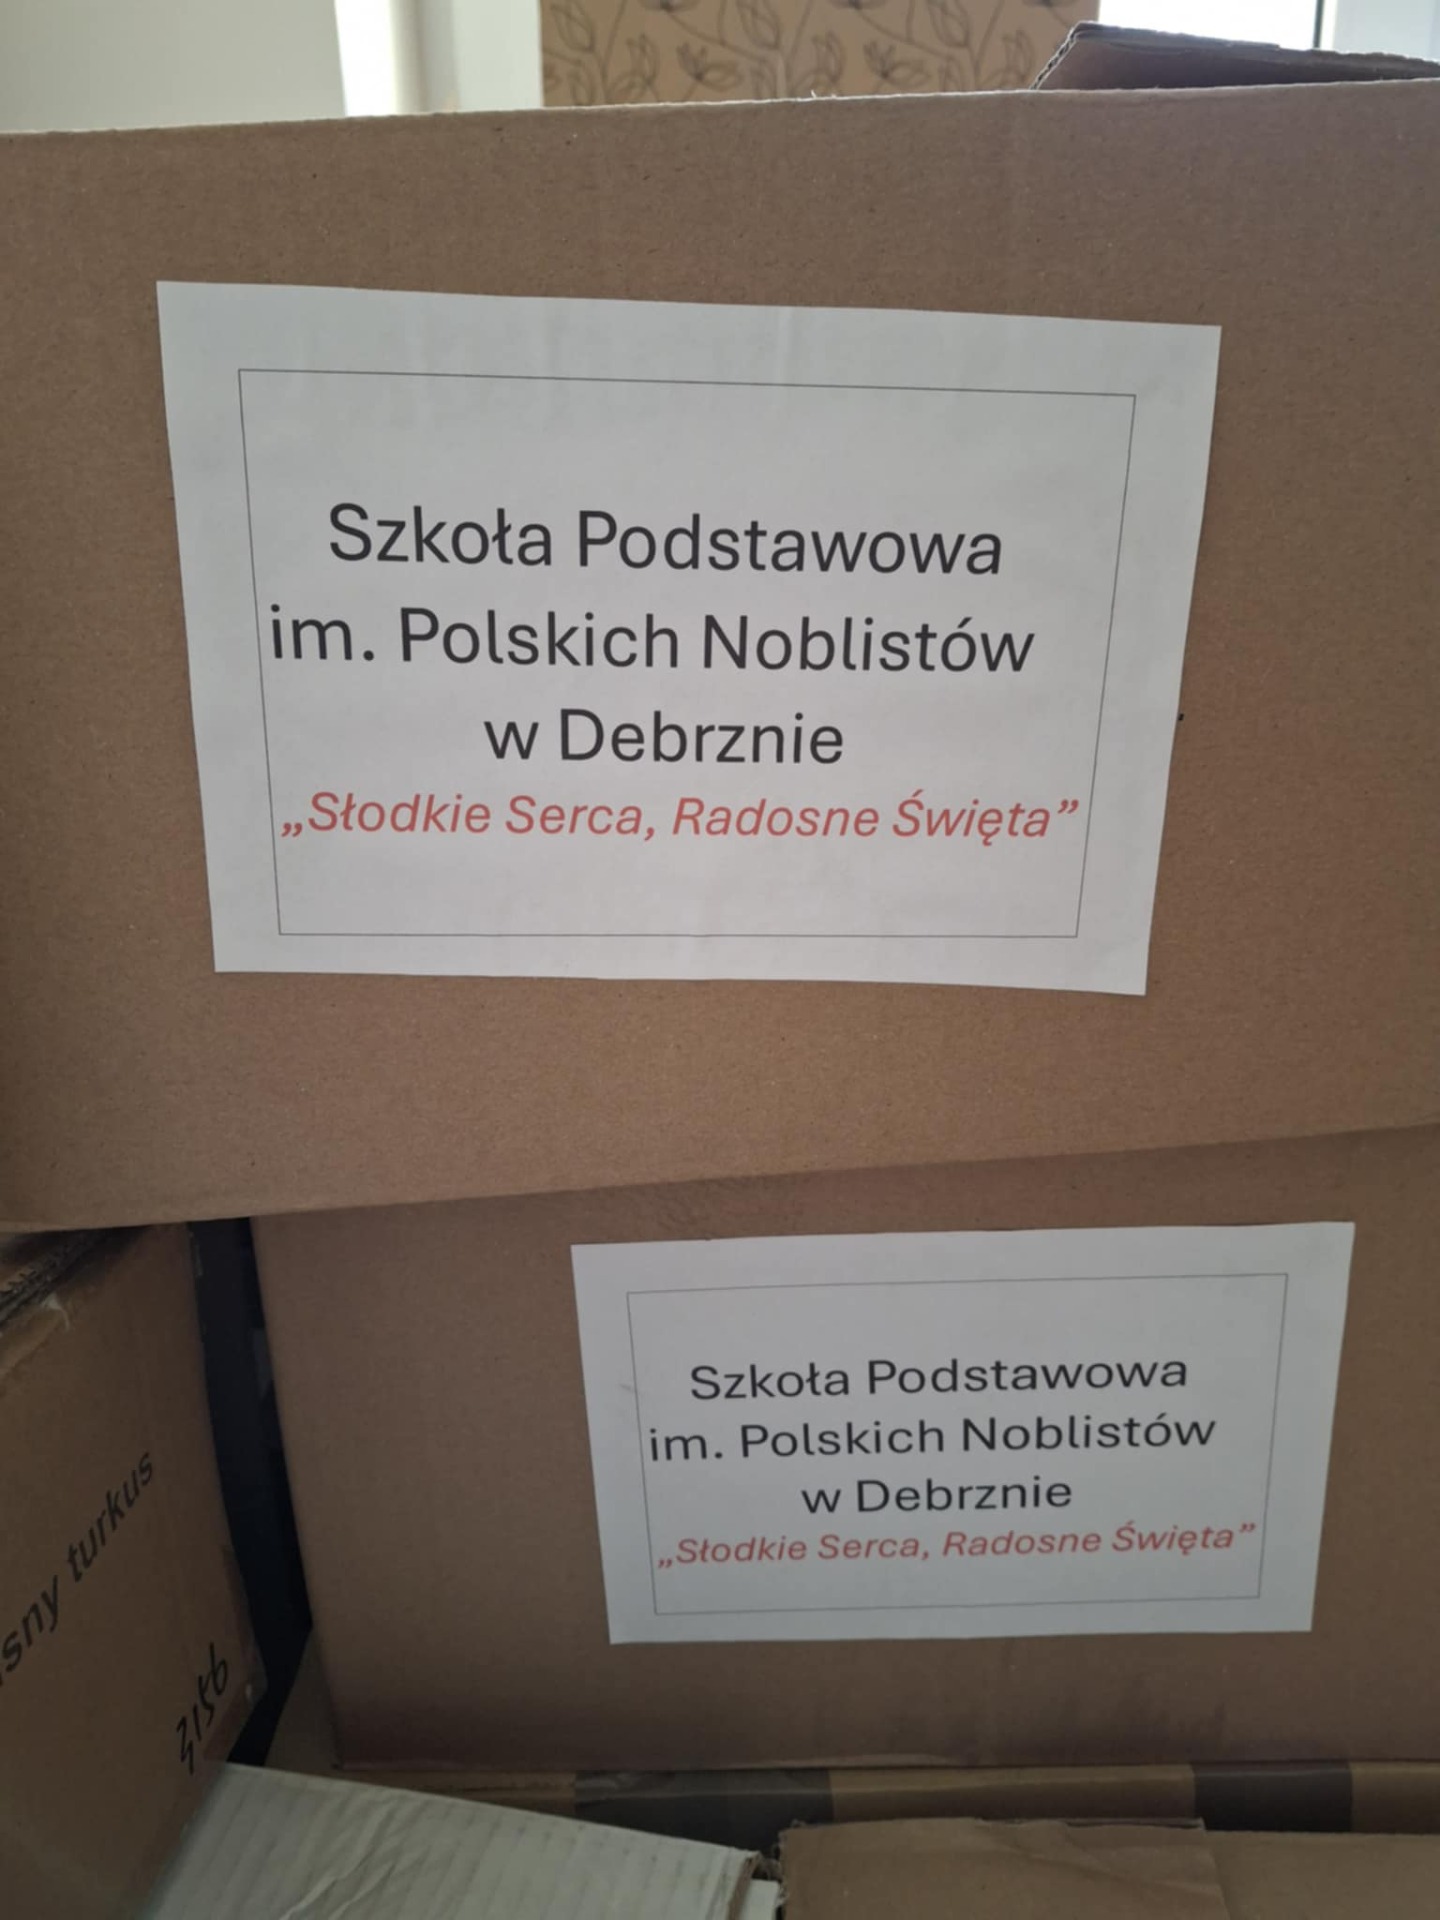 Szkoła Podstawowa
im. Polskich Noblistów
w Debrznie
„Słodkie Serca, Radosne Święta”
Szkoła Podstawowa
im. Polskich Noblistów
w Debrznie
„Słodkie Serca, Radosne Święta”
turkus